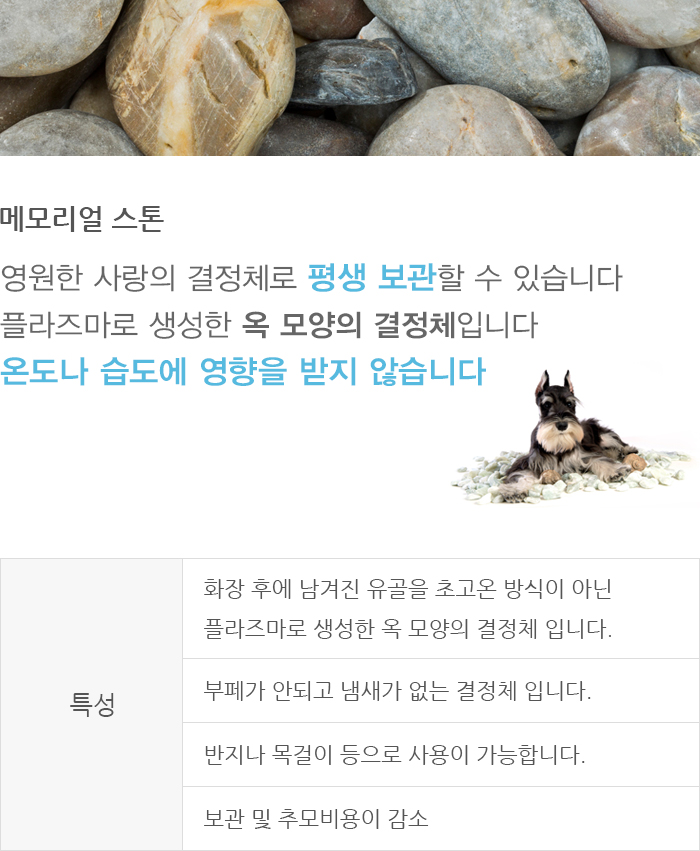 메모리얼 스톤
영원한 사랑의 결정체로 평생 보관할 수 있습니다
플라즈마로 생성한 옥 모양의 결정체입니다
온도나 습도에 영향을 받지 않습니다
화장 후에 남겨진 유골을 초고온 방식이 아닌
플라즈마로 생성한 옥 모양의 결정체 입니다.
특성
부폐가 안되고 냄새가 없는 결정체 입니다.
반지나 목걸이 등으로 사용이 가능합니다.
보관 및 추모비용이 감소